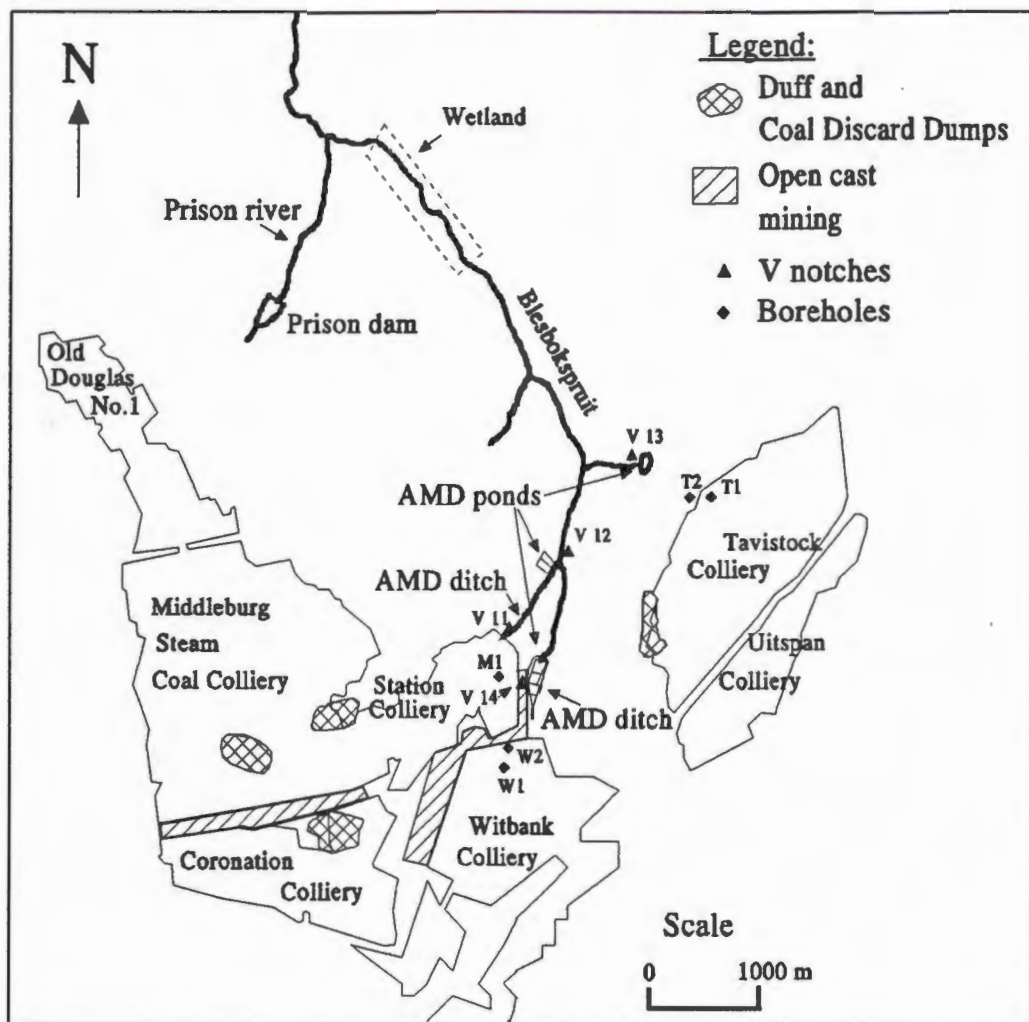 N
Wetland
Prison river
Prison dam
Blesbokspruit
Legend:
Duff and
Coal Discard Dumps
Open cast
mining
V notches
Boreholes
Old
Douglas
No.1
V 13
AMD ponds
T2
T1
V 12
Tavistock
Colliery
AMD ditch
Middleburg
Steam
Coal Colliery
V 11
M1
Station
Colliery
V 14
AMD ditch
Uitspan
Colliery
W2
W1
Witbank
Colliery
Coronation
Colliery
Scale
0
1000 m